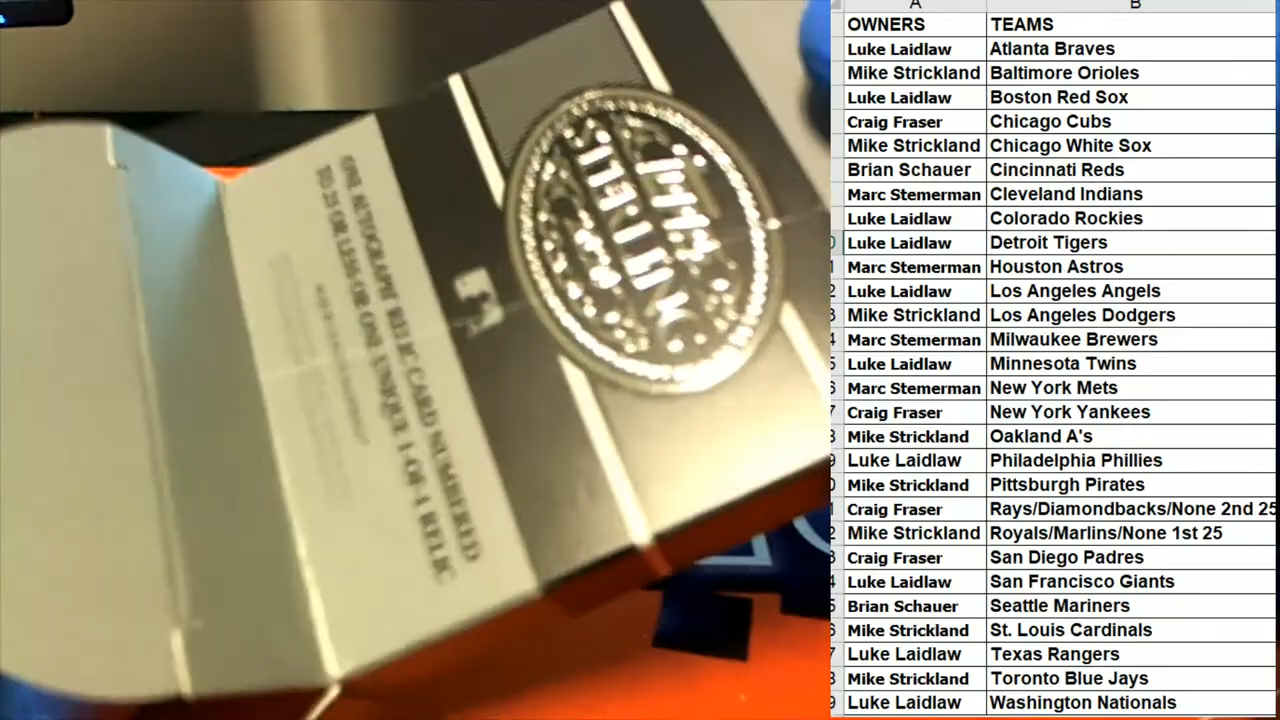 ONE AUTOGRAPH RELIC CARD NUMBERED
TO 25 OR LESS OR ONE UNIQUE 1-OF-1 RELIC
STERLING
A B
OWNERS TEAMS
Luke Laidlaw Atlanta Braves
Mike Strickland Baltimore Orioles
Luke Laidlaw Boston Red Sox
Craig Fraser Chicago Cubs
Mike Strickland Chicago White Sox
Brian Schauer Cincinnati Reds
Marc Stemerman Cleveland Indians
Luke Laidlaw Colorado Rockies
Luke Laidlaw Detroit Tigers
Marc Stemerman Houston Astros
Luke Laidlaw Los Angeles Angels
Mike Strickland Los Angeles Dodgers
Marc Stemerman Milwaukee Brewers
Luke Laidlaw Minnesota Twins
Marc Stemerman New York Mets
Craig Fraser New York Yankees
Mike Strickland Oakland A's
Luke Laidlaw Philadelphia Phillies
Mike Strickland Pittsburgh Pirates
Craig Fraser Rays/Diamondbacks/None 2nd 25
Mike Strickland Royals/Marlins/None 1st 25
Craig Fraser San Diego Padres
Luke Laidlaw San Francisco Giants
Brian Schauer Seattle Mariners
Mike Strickland St. Louis Cardinals
Luke Laidlaw Texas Rangers
Mike Strickland Toronto Blue Jays
Luke Laidlaw Washington Nationals